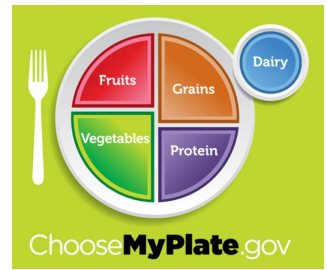 Fruits
Grains
Dairy
Vegetables
Protein
ChooseMyPlate.gov